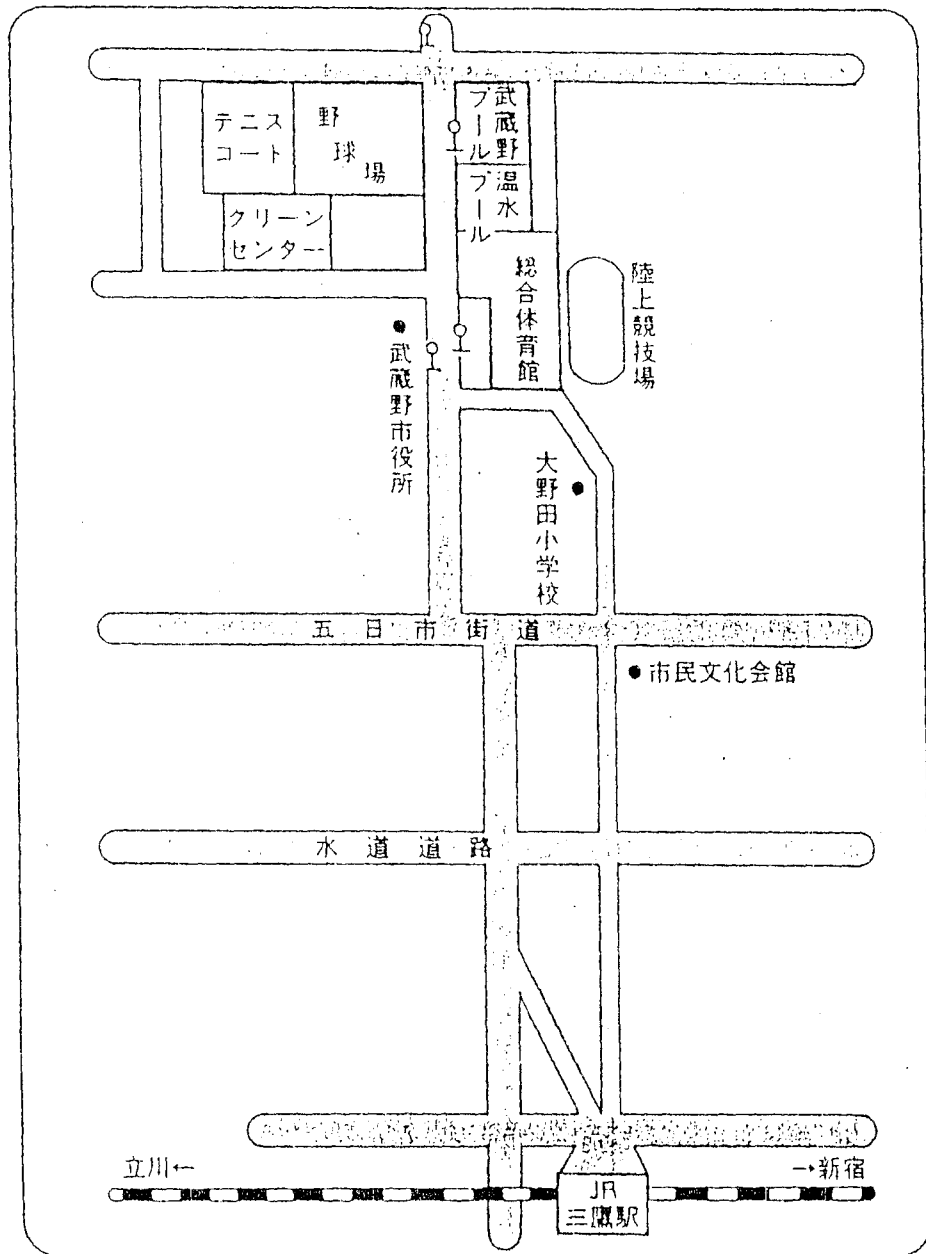 テニス
コート
野球場
武蔵野
プール
温水
プール
クリーン
センター
総合体育館
陸上競技場
武蔵野市役所
大野田小学校
五日市街道
市民文化会館
水道道路
立川←
→新宿
JR
三鷹駅